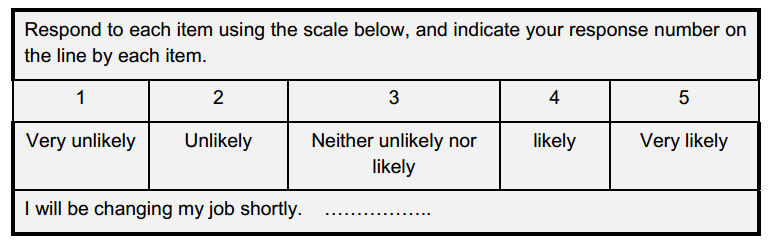 Respond to each item using the scale below, and indicate your response number on
the line by each item.
1 2 3 4 5
Very unlikely Unlikely Neither unlikely nor likely Very likely
likely
I will be changing my job shortly. ……………..